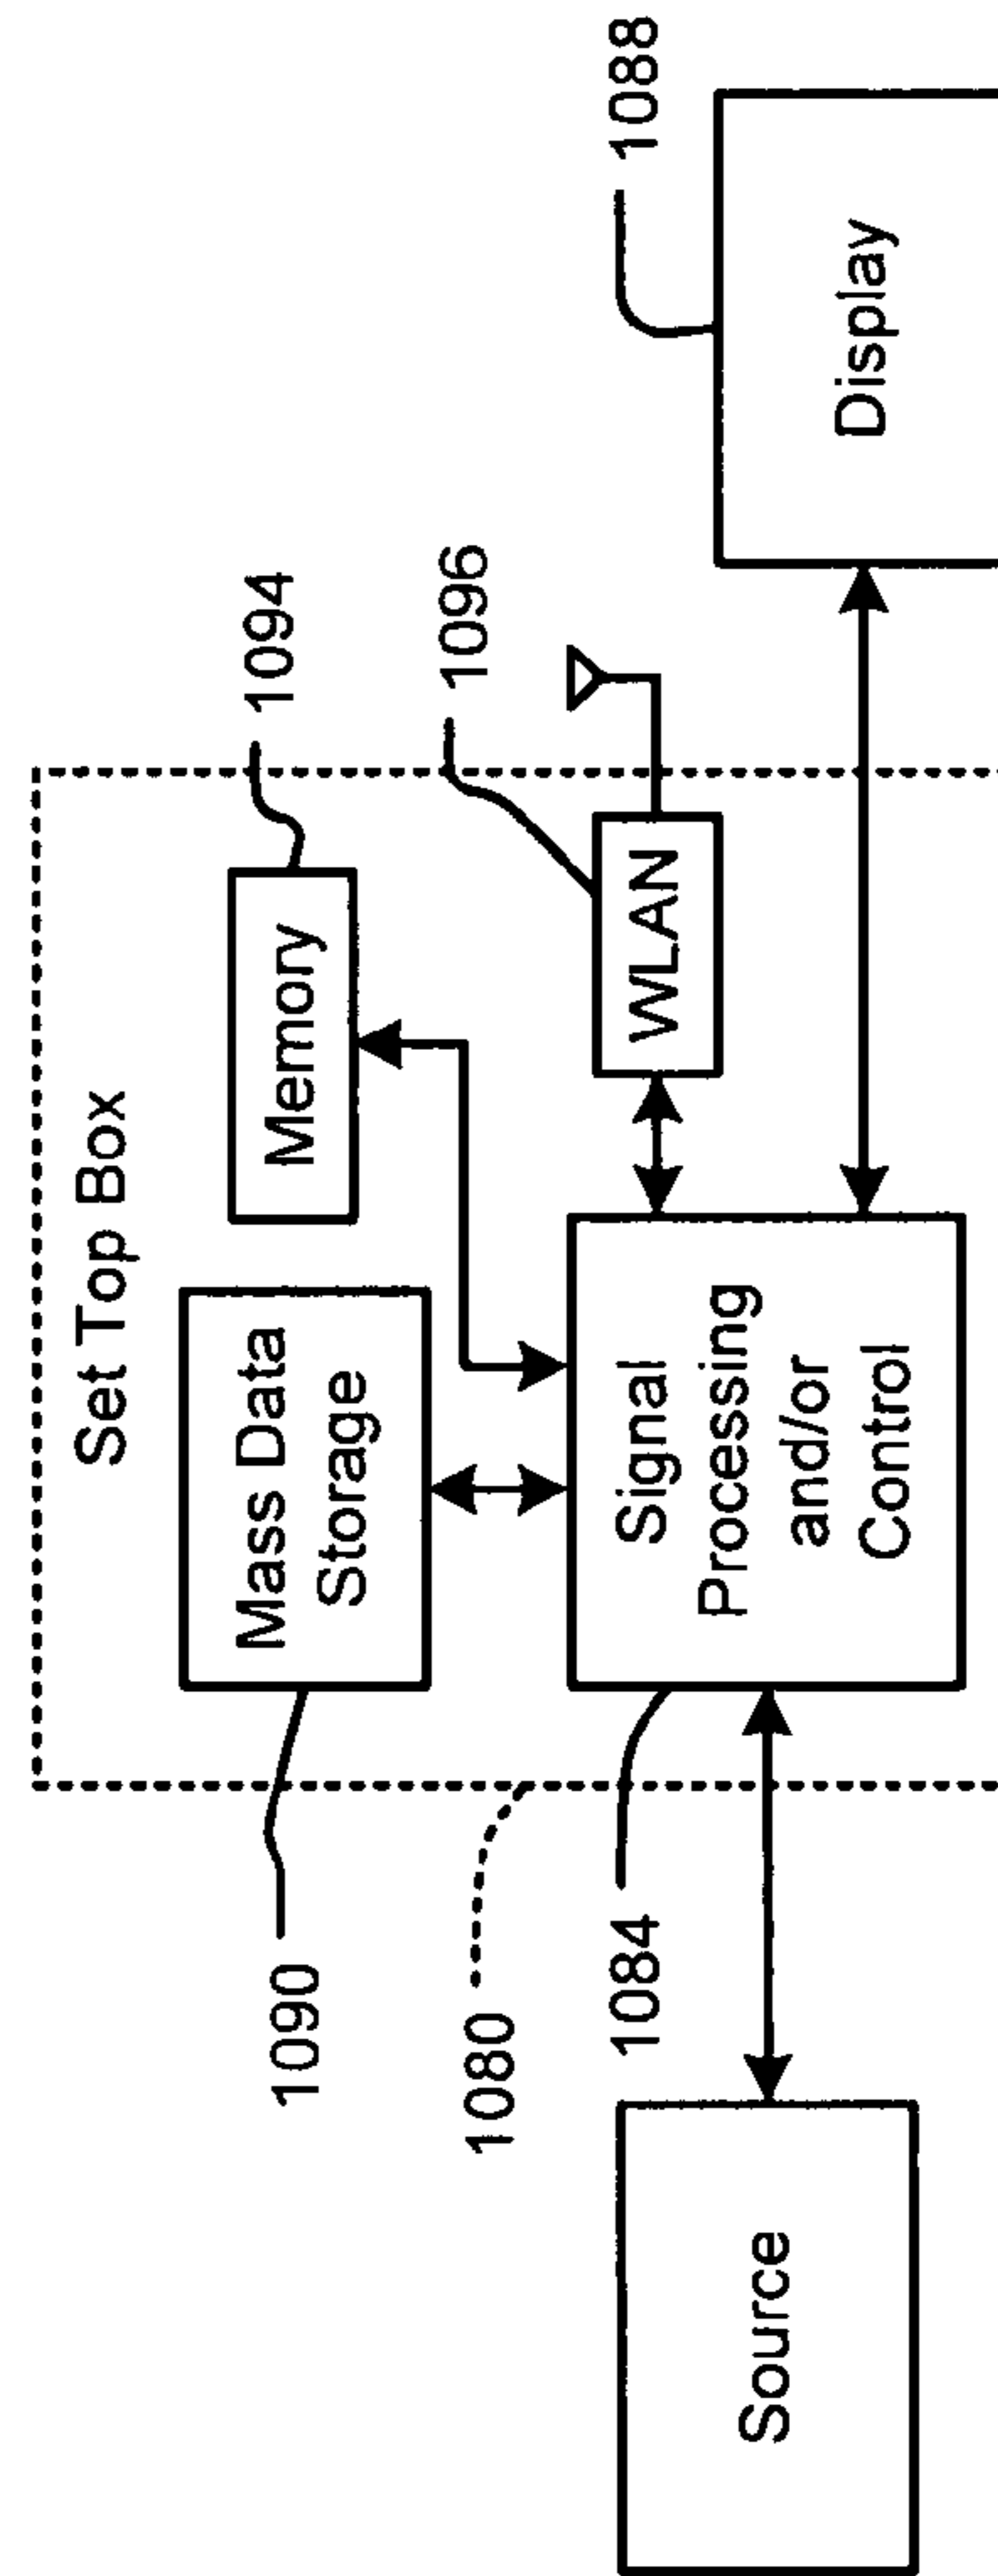 Set Top Box
1090
Mass Data
Storage
Memory
1094
1080
1096
1084
Signal
Processing
and/or
Control
WLAN
1088
Source
Display